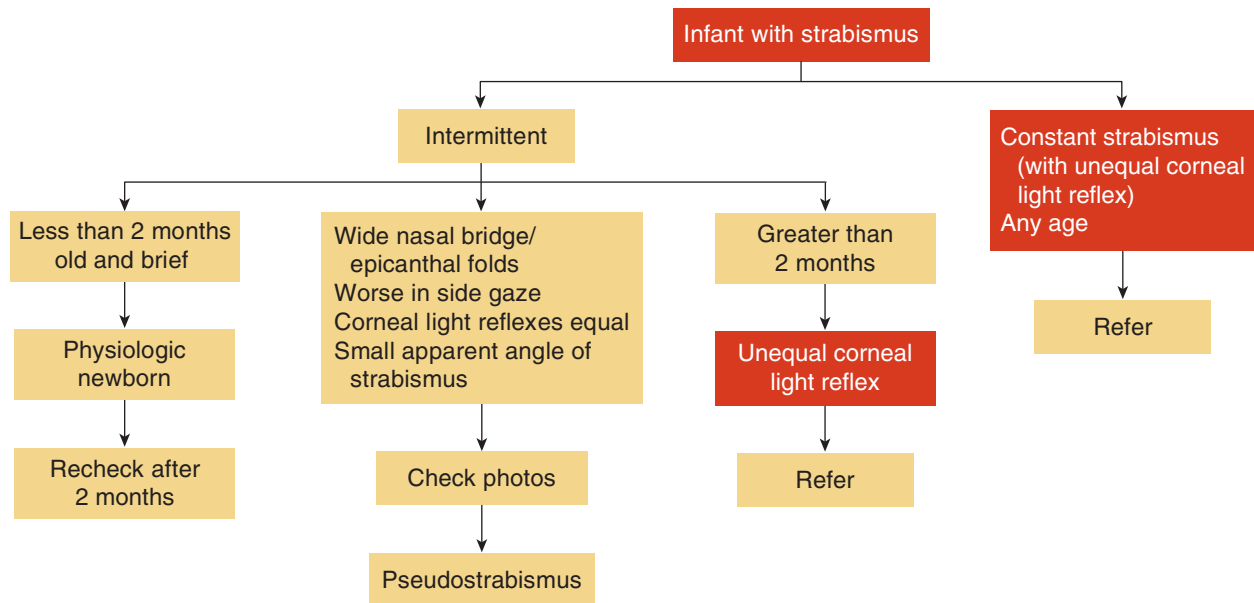 Infant with strabismus
Intermittent
Constant strabismus
(with unequal corneal
light reflex)
Any age
Less than 2 months
old and brief
Wide nasal bridge/
epicanthal folds
Worse in side gaze
Corneal light reflexes equal
Small apparent angle of
strabismus
Greater than
2 months
Refer
Physiologic
newborn
Unequal corneal
light reflex
Recheck after
2 months
Check photos
Refer
Pseudostrabismus